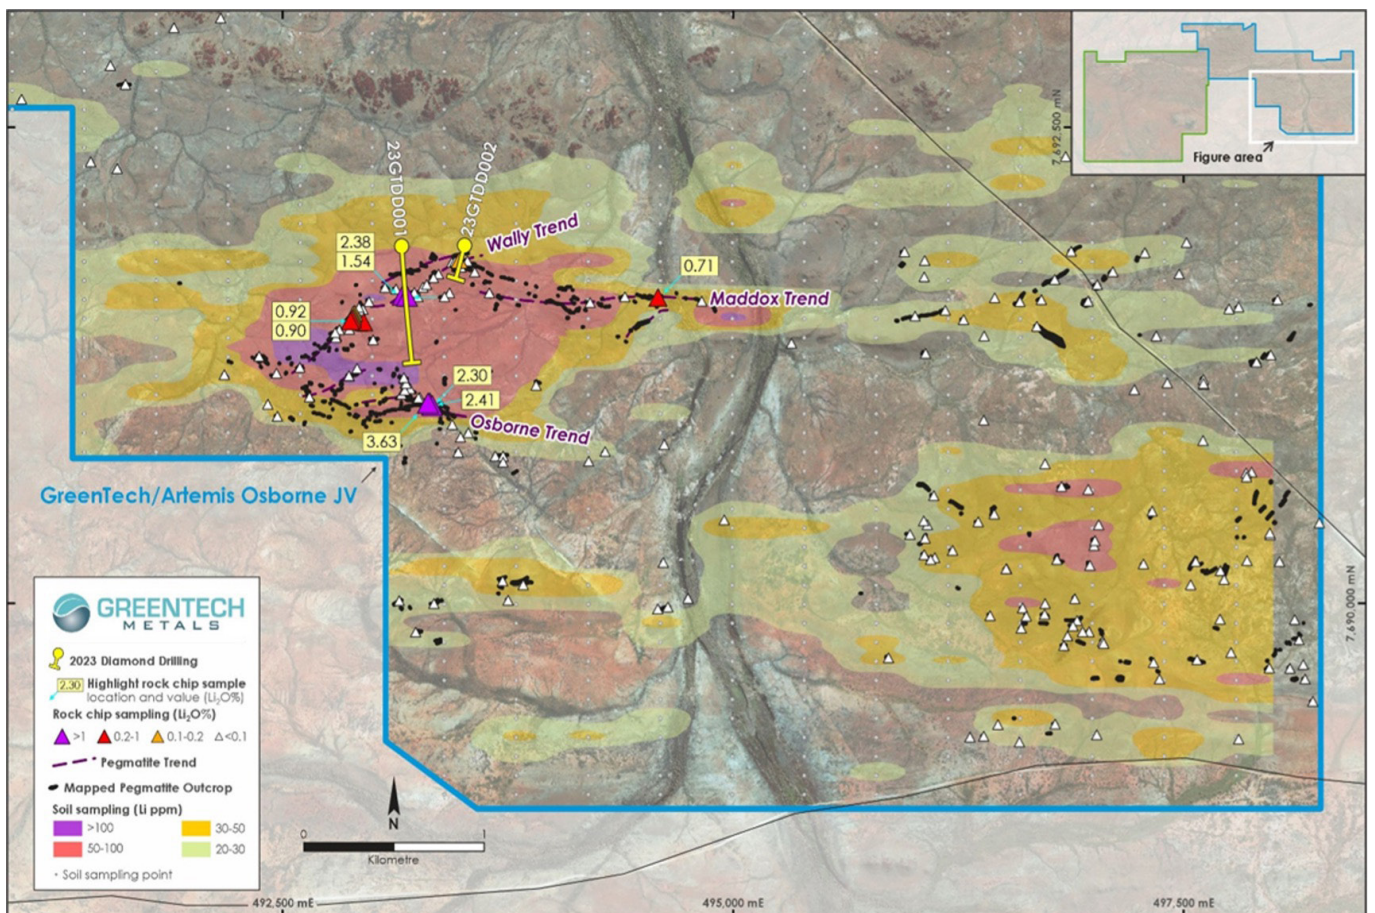 Figure area
7,692,500 mN
23GTDD001
23GTDD002
Wally Trend
2.38
1.54
0.71
Maddox Trend
0.92
0.90
2.30
2.41
Osborne Trend
3.63
GreenTech/Artemis Osborne JV
7,690,000 mN
GREENTECH
METALS
2023 Diamond Drilling
2.30 Highlight rock chip sample
location and value (Li₂O%)
Rock chip sampling (Li₂O%)
>1 0.2-1 0.1-0.2 <0.1
Pegmatite Trend
Mapped Pegmatite Outcrop
Soil sampling (Li ppm)
>100 30-50
50-100 20-30
Soil sampling point
N
0 1
Kilometre
492,500 mE
495,000 mE
497,500 mE